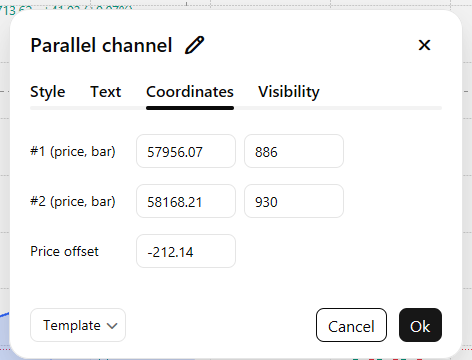 Parallel channel
Style Text Coordinates Visibility
#1 (price, bar) 57956.07 886
#2 (price, bar) 58168.21 930
Price offset -212.14
Template Cancel Ok